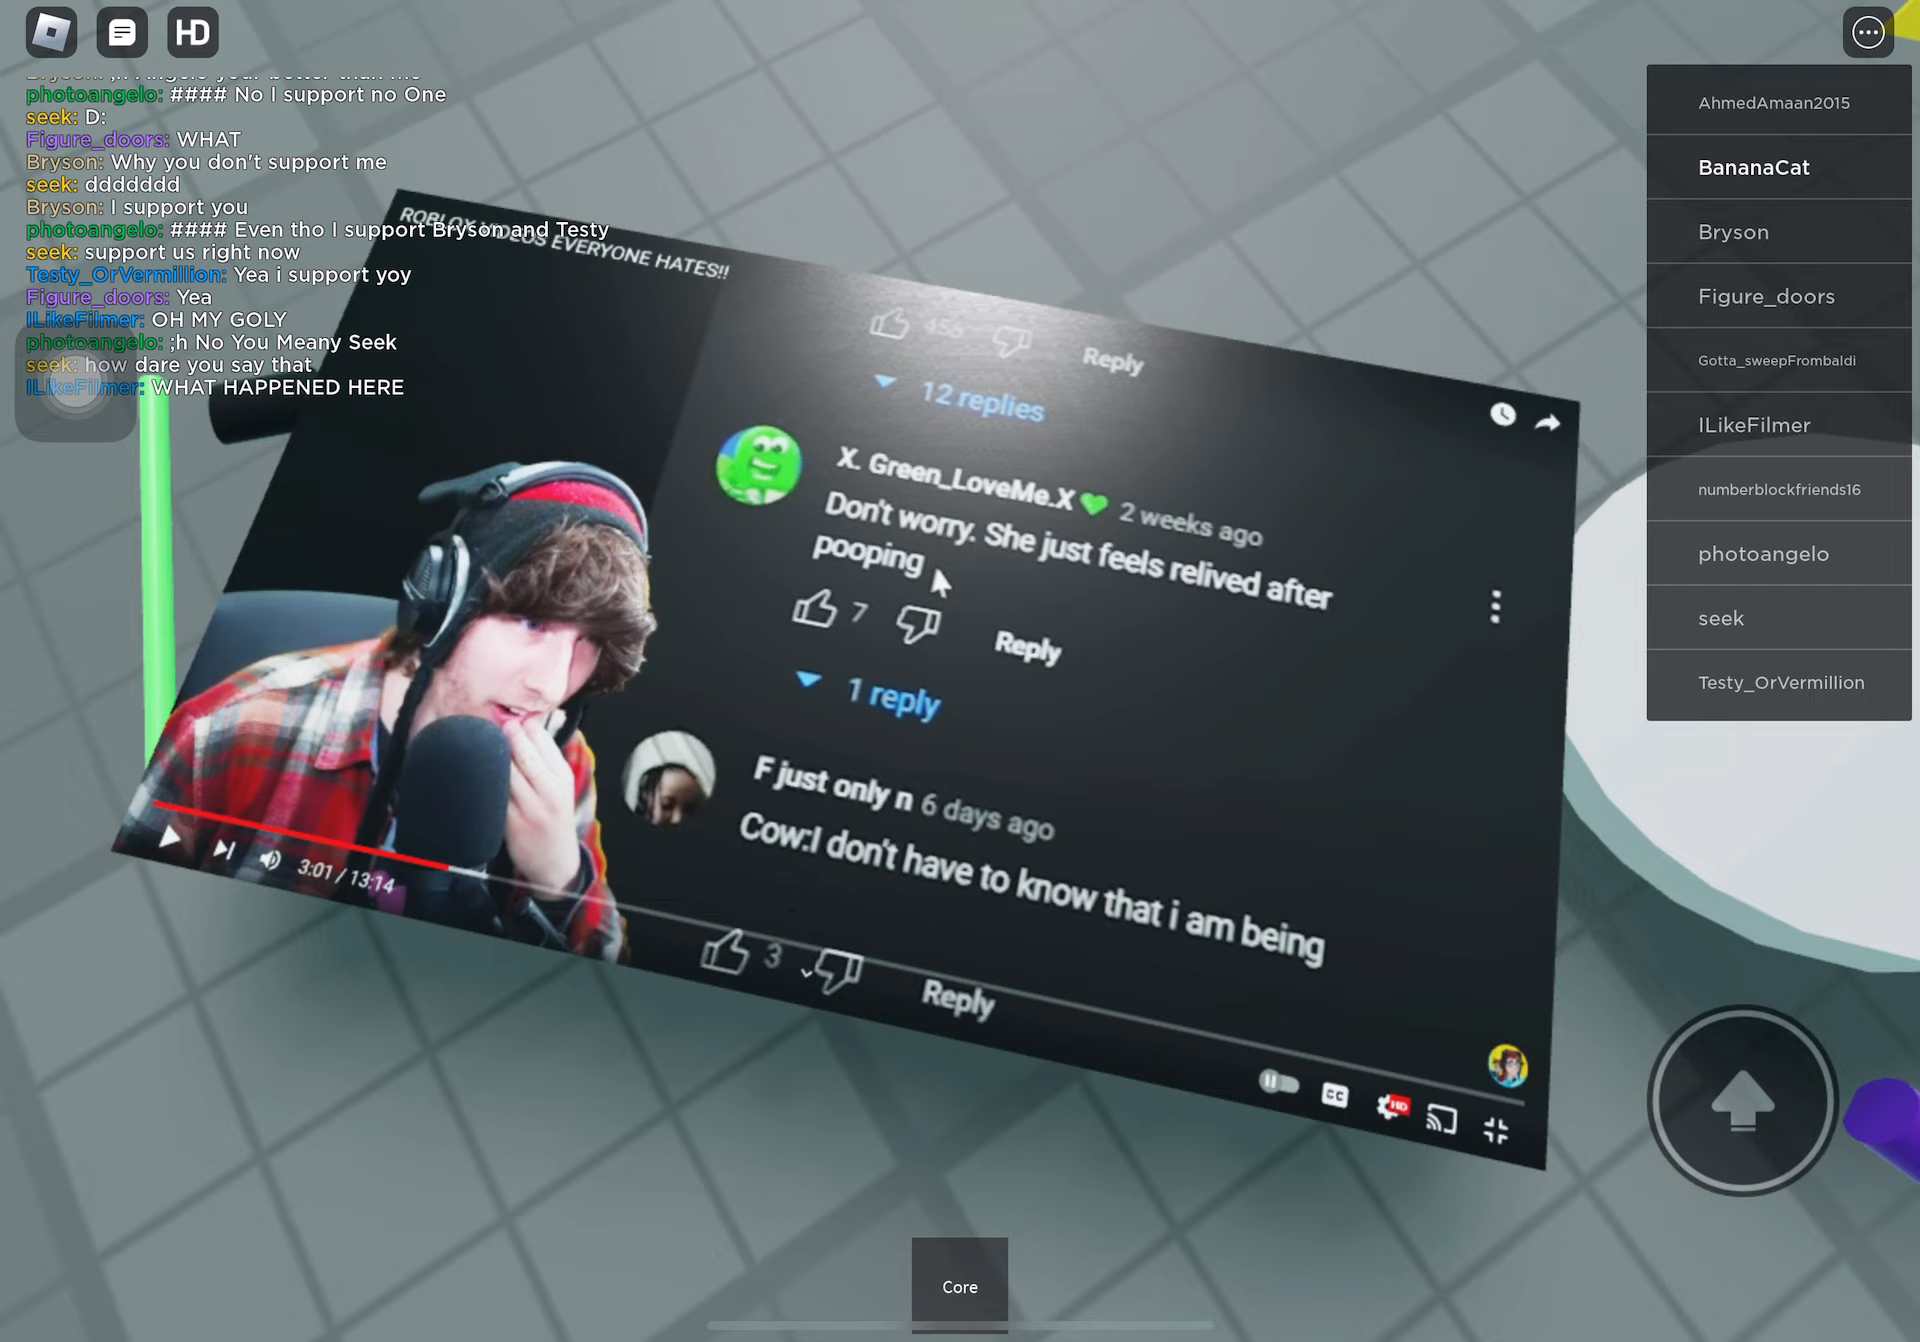 HD
photoangelo: #### No I support no One
seek: D:
Figure_doors: WHAT
Bryson: Why you don't support me
seek: ddddddd
Bryson: I support you
photoangelo: #### Even tho I support Bryson and Testy
seek: support us right now
Testy_OrVermillion: Yea i support yoy
Figure_doors: Yea
ILikeFilmer: OH MY GOLY
photoangelo: ;h No You Meany Seek
seek: how dare you say that
ILikeFilmer: WHAT HAPPENED HERE
ROBLOX VIDEOS EVERYONE HATES!!
456
Reply
12 replies
X. Green_LoveMe.X 2 weeks ago
Don't worry. She just feels relived after
pooping
7
Reply
1 reply
F just only n 6 days ago
Cow:I don't have to know that i am being
3
Reply
3:01 / 13:14
CC
HD
AhmedAmaan2015
BananaCat
Bryson
Figure_doors
Gotta_sweepFrombaldi
ILikeFilmer
numberblockfriends16
photoangelo
seek
Testy_OrVermillion
Core